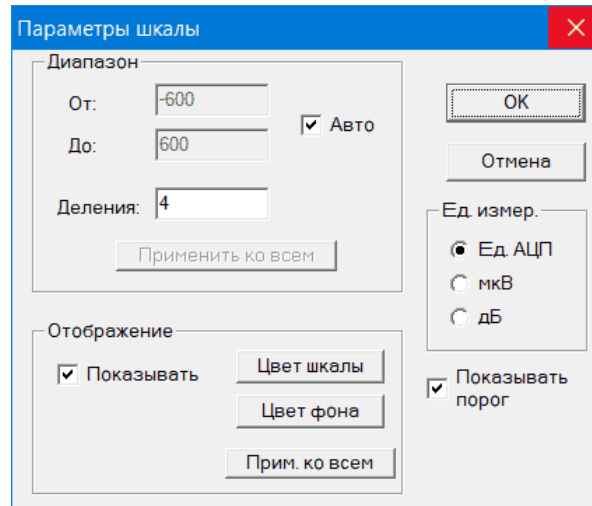 Параметры шкалы
Диапазон
От: -600
До: 600
Авто
Деления: 4
Применить ко всем
OK
Отмена
Ед. измер.
Ед. АЦП
мкВ
дБ
Отображение
Показывать
Цвет шкалы
Цвет фона
Прим. ко всем
Показывать
порог